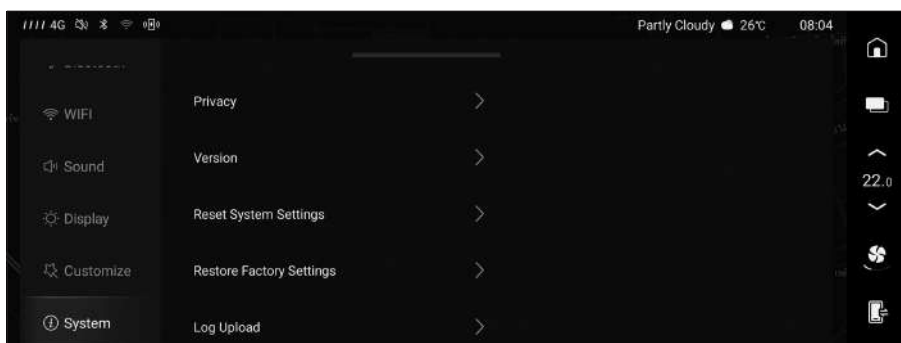 4G
Partly Cloudy 26℃ 08:04
WIFI
Sound
Display
Customize
System
Privacy
Version
Reset System Settings
Restore Factory Settings
Log Upload
22.0